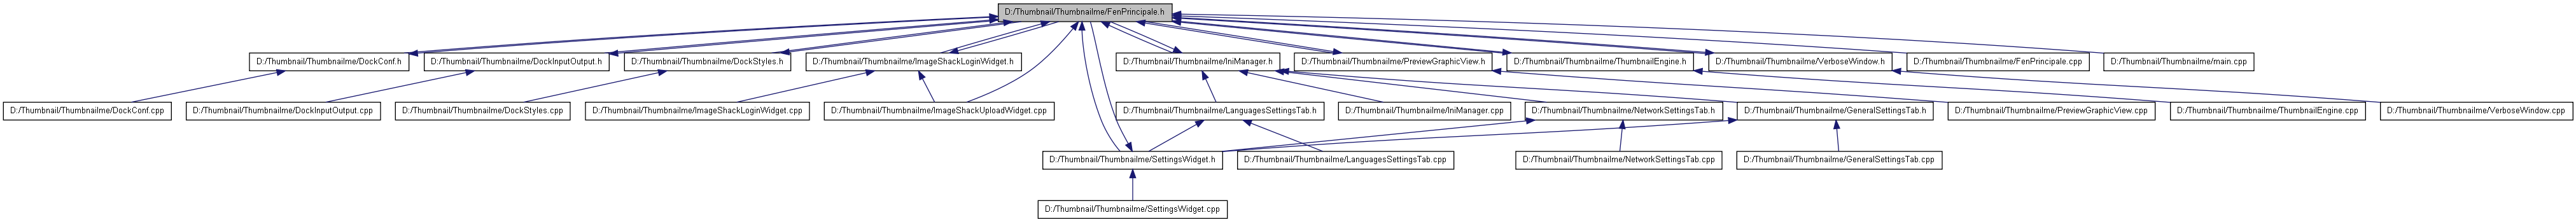 D:/Thumbnail/Thumbnailme/FenPrincipale.h
D:/Thumbnail/Thumbnailme/DockConf.h
D:/Thumbnail/Thumbnailme/DockInputOutput.h
D:/Thumbnail/Thumbnailme/DockStyles.h
D:/Thumbnail/Thumbnailme/ImageShackLoginWidget.h
D:/Thumbnail/Thumbnailme/IniManager.h
D:/Thumbnail/Thumbnailme/PreviewGraphicView.h
D:/Thumbnail/Thumbnailme/ThumbnailEngine.h
D:/Thumbnail/Thumbnailme/VerboseWindow.h
D:/Thumbnail/Thumbnailme/FenPrincipale.cpp
D:/Thumbnail/Thumbnailme/main.cpp
D:/Thumbnail/Thumbnailme/DockConf.cpp
D:/Thumbnail/Thumbnailme/DockInputOutput.cpp
D:/Thumbnail/Thumbnailme/DockStyles.cpp
D:/Thumbnail/Thumbnailme/ImageShackLoginWidget.cpp
D:/Thumbnail/Thumbnailme/ImageShackUploadWidget.cpp
D:/Thumbnail/Thumbnailme/LanguagesSettingsTab.h
D:/Thumbnail/Thumbnailme/IniManager.cpp
D:/Thumbnail/Thumbnailme/NetworkSettingsTab.h
D:/Thumbnail/Thumbnailme/GeneralSettingsTab.h
D:/Thumbnail/Thumbnailme/PreviewGraphicView.cpp
D:/Thumbnail/Thumbnailme/ThumbnailEngine.cpp
D:/Thumbnail/Thumbnailme/VerboseWindow.cpp
D:/Thumbnail/Thumbnailme/SettingsWidget.h
D:/Thumbnail/Thumbnailme/LanguagesSettingsTab.cpp
D:/Thumbnail/Thumbnailme/NetworkSettingsTab.cpp
D:/Thumbnail/Thumbnailme/GeneralSettingsTab.cpp
D:/Thumbnail/Thumbnailme/SettingsWidget.cpp